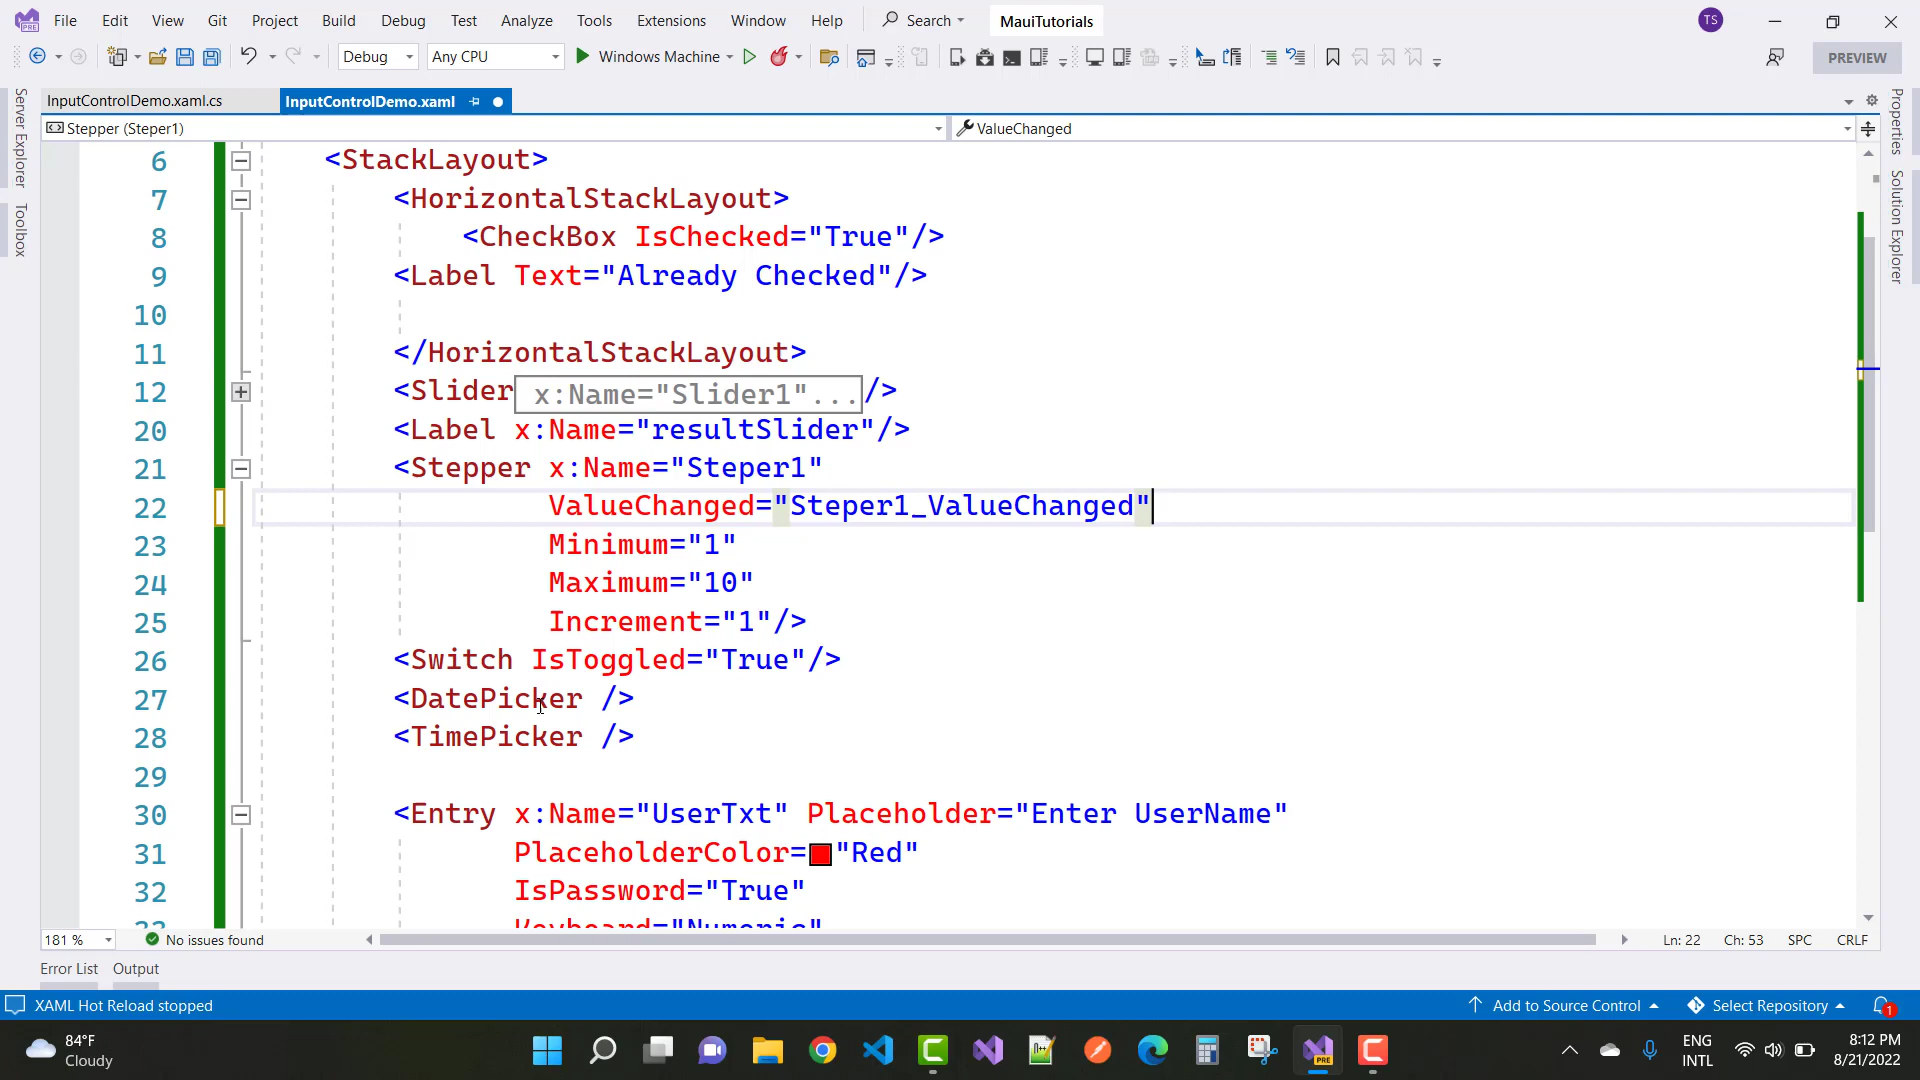 File Edit View Git Project Build Debug Test Analyze Tools Extensions Window Help Search MauiTutorials TS
Debug Any CPU Windows Machine PREVIEW
InputControlDemo.xaml.cs InputControlDemo.xaml
Stepper (Steper1) ValueChanged
Server Explorer
Toolbox
Properties
Solution Explorer
6 <StackLayout>
7 <HorizontalStackLayout>
8 <CheckBox IsChecked="True"/>
9 <Label Text="Already Checked"/>
10
11 </HorizontalStackLayout>
12 <Slider x:Name="Slider1".../>
20 <Label x:Name="resultSlider"/>
21 <Stepper x:Name="Steper1"
22 ValueChanged="Steper1_ValueChanged"
23 Minimum="1"
24 Maximum="10"
25 Increment="1"/>
26 <Switch IsToggled="True"/>
27 <DatePicker />
28 <TimePicker />
29
30 <Entry x:Name="UserTxt" Placeholder="Enter UserName"
31 PlaceholderColor="Red"
32 IsPassword="True"
33 Keyboard="Numeric"
181 % No issues found Ln: 22 Ch: 53 SPC CRLF
Error List Output
XAML Hot Reload stopped Add to Source Control Select Repository 1
84°F
Cloudy
PRE
ENG
INTL
8:12 PM
8/21/2022